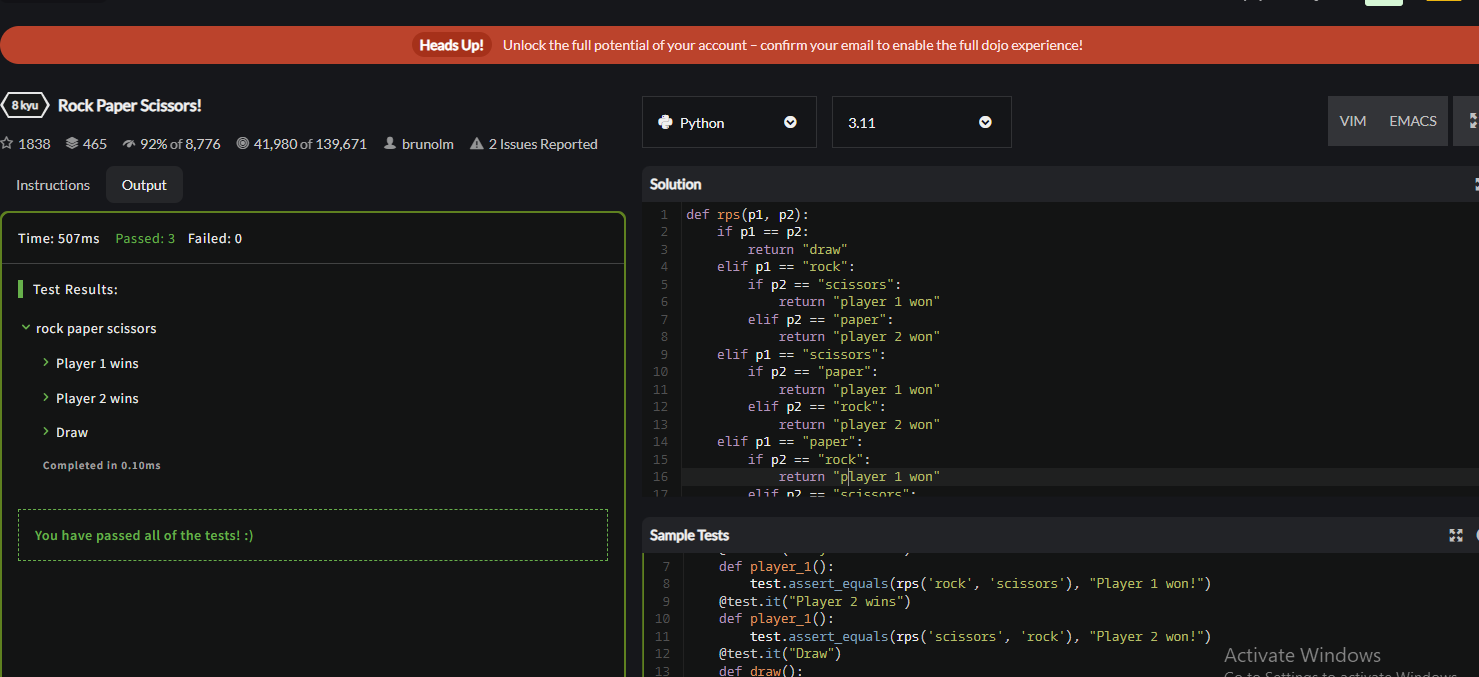 Heads Up! Unlock the full potential of your account – confirm your email to enable the full dojo experience!
8 kyu Rock Paper Scissors!
1838 465 92% of 8,776 41,980 of 139,671 brunolm 2 Issues Reported
Instructions Output
Time: 507ms Passed: 3 Failed: 0
Test Results:
rock paper scissors
Player 1 wins
Player 2 wins
Draw
Completed in 0.10ms
You have passed all of the tests! :)
Python 3.11 VIM EMACS
Solution
1 def rps(p1, p2):
2 if p1 == p2:
3 return "draw"
4 elif p1 == "rock":
5 if p2 == "scissors":
6 return "player 1 won"
7 elif p2 == "paper":
8 return "player 2 won"
9 elif p1 == "scissors":
10 if p2 == "paper":
11 return "player 1 won"
12 elif p2 == "rock":
13 return "player 2 won"
14 elif p1 == "paper":
15 if p2 == "rock":
16 return "player 1 won"
17 elif p2 == "scissors":
Sample Tests
7 def player_1():
8 test.assert_equals(rps('rock', 'scissors'), "Player 1 won!")
9 @test.it("Player 2 wins")
10 def player_1():
11 test.assert_equals(rps('scissors', 'rock'), "Player 2 won!")
12 @test.it("Draw")
13 def draw():
Activate Windows
Go to Settings to activate Windows.